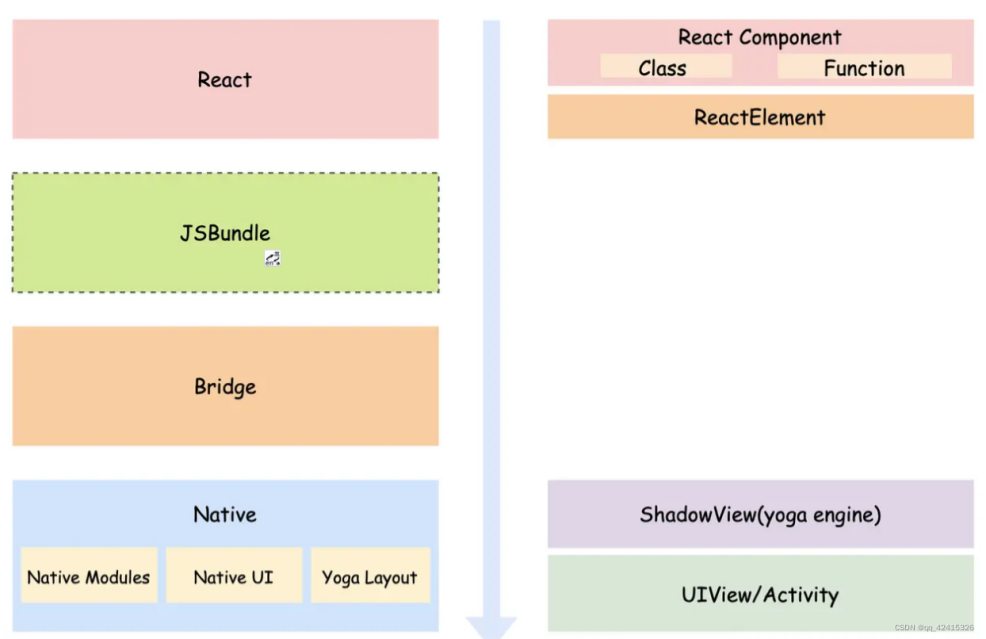 React
JSBundle
Bridge
Native
Native Modules
Native UI
Yoga Layout
React Component
Class
Function
ReactElement
ShadowView(yoga engine)
UIView/Activity
CSDN @qq_42415326